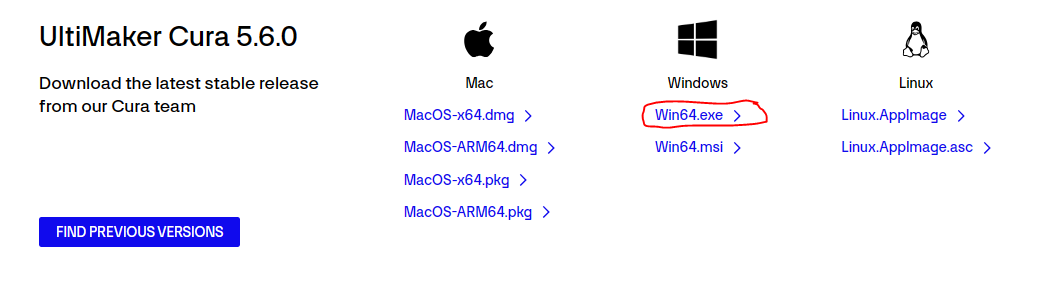 UltiMaker Cura 5.6.0
Download the latest stable release
from our Cura team
FIND PREVIOUS VERSIONS
Mac
MacOS-x64.dmg
MacOS-ARM64.dmg
MacOS-x64.pkg
MacOS-ARM64.pkg
Windows
Win64.exe
Win64.msi
Linux
Linux.AppImage
Linux.AppImage.asc